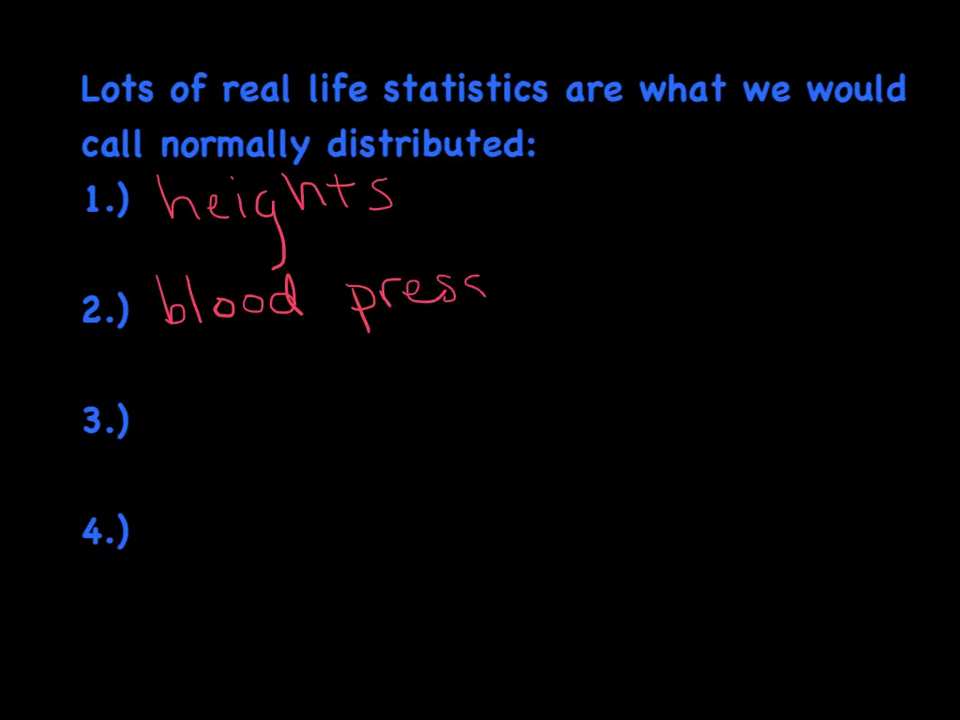 Lots of real life statistics are what we would
call normally distributed:
1.) heights
2.) blood press
3.)
4.)